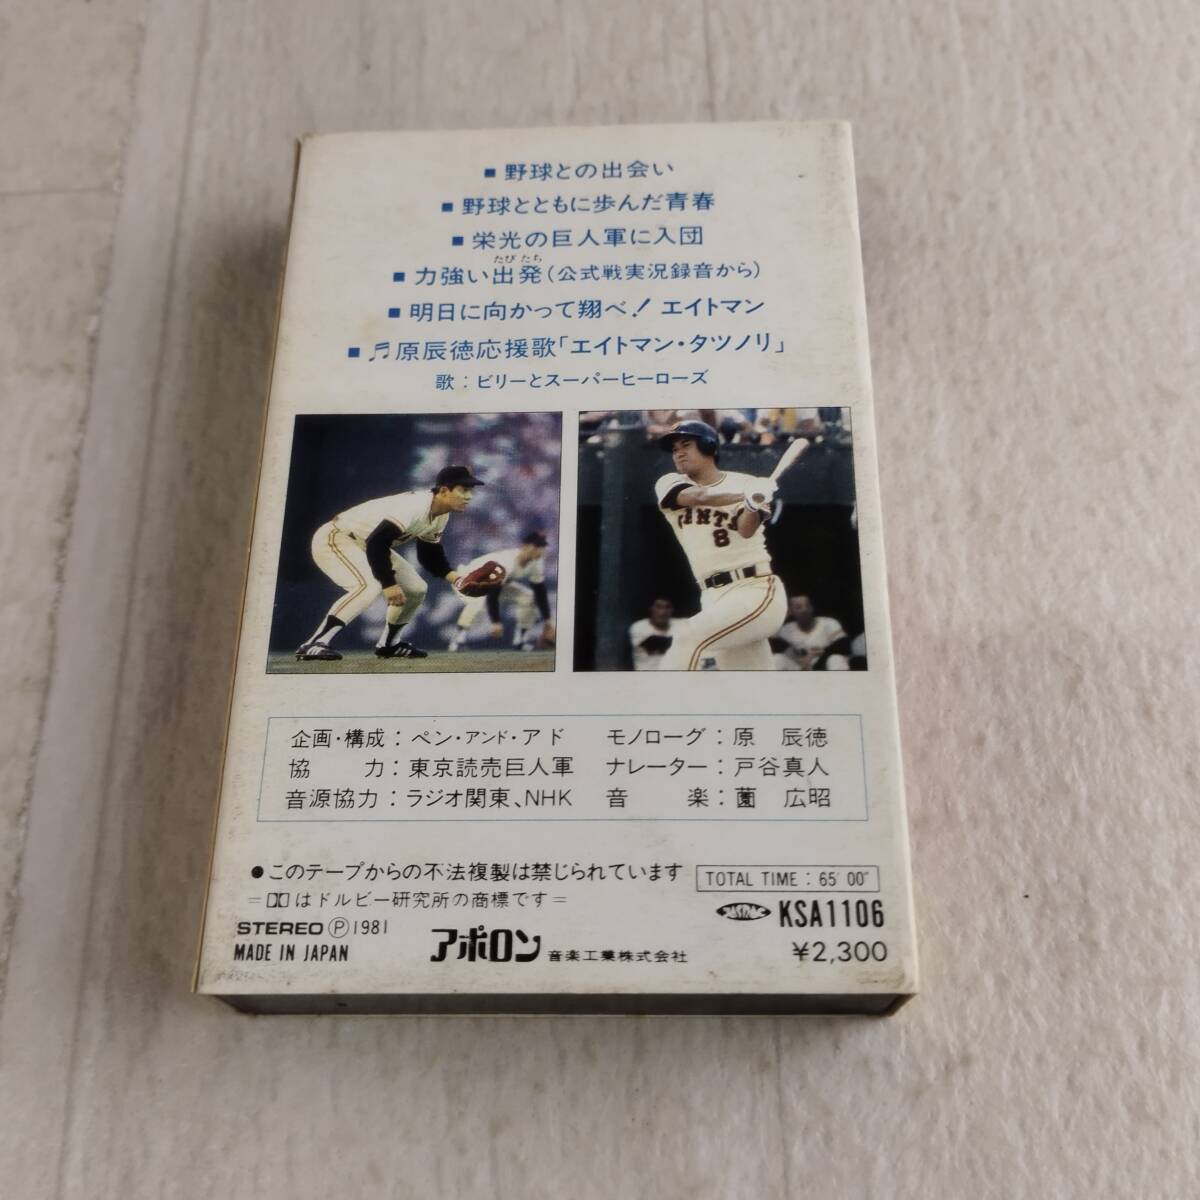 ■野球との出会い
■野球とともに歩んだ青春
■栄光の巨人軍に入団
たび たち
■力強い出発(公式戦実況録音から)
■明日に向かって翔べ!エイトマン
■♬原辰徳応援歌「エイトマン・タツノリ」
歌:ビリーとスーパーヒーローズ
8
企画・構成:ペン・アンド・アド モノローグ:原 辰徳
協 力:東京読売巨人軍 ナレーター:戸谷真人
音源協力:ラジオ関東、NHK 音 楽:薗 広昭
●このテープからの不法複製は禁じられています
TOTAL TIME : 65′00″
=はドルビー研究所の商標です=
JASRAC KSA1106
STEREO Ⓟ1981
MADE IN JAPAN
アポロン 音楽工業株式会社
¥2,300